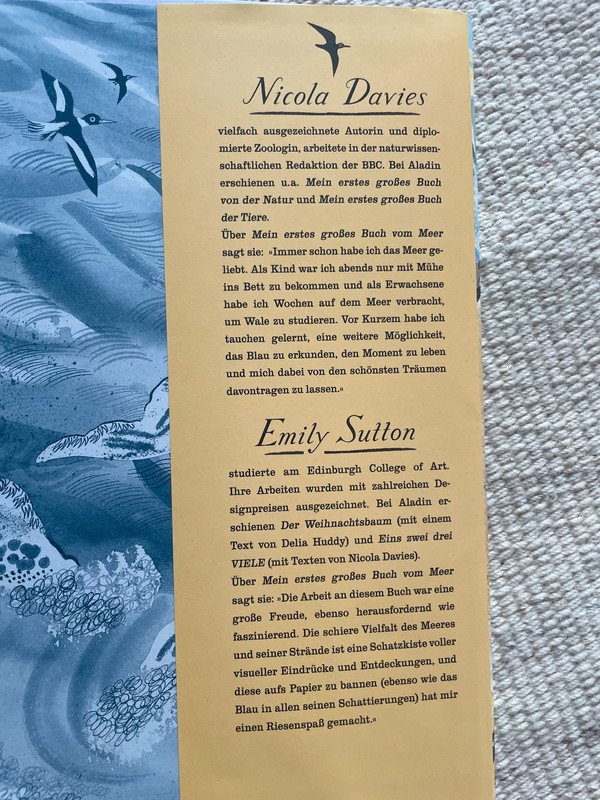 Nicola Davies
vielfach ausgezeichnete Autorin und diplo-
mierte Zoologin, arbeitete in der naturwissen-
schaftlichen Redaktion der BBC. Bei Aladin
erschienen u.a. Mein erstes großes Buch
von der Natur und Mein erstes großes Buch
der Tiere.
Über Mein erstes großes Buch vom Meer
sagt sie: »Immer schon habe ich das Meer ge-
liebt. Als Kind war ich abends nur mit Mühe
ins Bett zu bekommen und als Erwachsene
habe ich Wochen auf dem Meer verbracht,
um Wale zu studieren. Vor Kurzem habe ich
tauchen gelernt, eine weitere Möglichkeit,
das Blau zu erkunden, den Moment zu leben
und mich dabei von den schönsten Träumen
davontragen zu lassen.«
Emily Sutton
studierte am Edinburgh College of Art.
Ihre Arbeiten wurden mit zahlreichen De-
signpreisen ausgezeichnet. Bei Aladin er-
schienen Der Weihnachtsbaum (mit einem
Text von Delia Huddy) und Eins zwei drei
VIELE (mit Texten von Nicola Davies).
Über Mein erstes großes Buch vom Meer
sagt sie: »Die Arbeit an diesem Buch war eine
große Freude, ebenso herausfordernd wie
faszinierend. Die schiere Vielfalt des Meeres
und seiner Strände ist eine Schatzkiste voller
visueller Eindrücke und Entdeckungen, und
diese aufs Papier zu bannen (ebenso wie das
Blau in allen seinen Schattierungen) hat mir
einen Riesenspaß gemacht.«